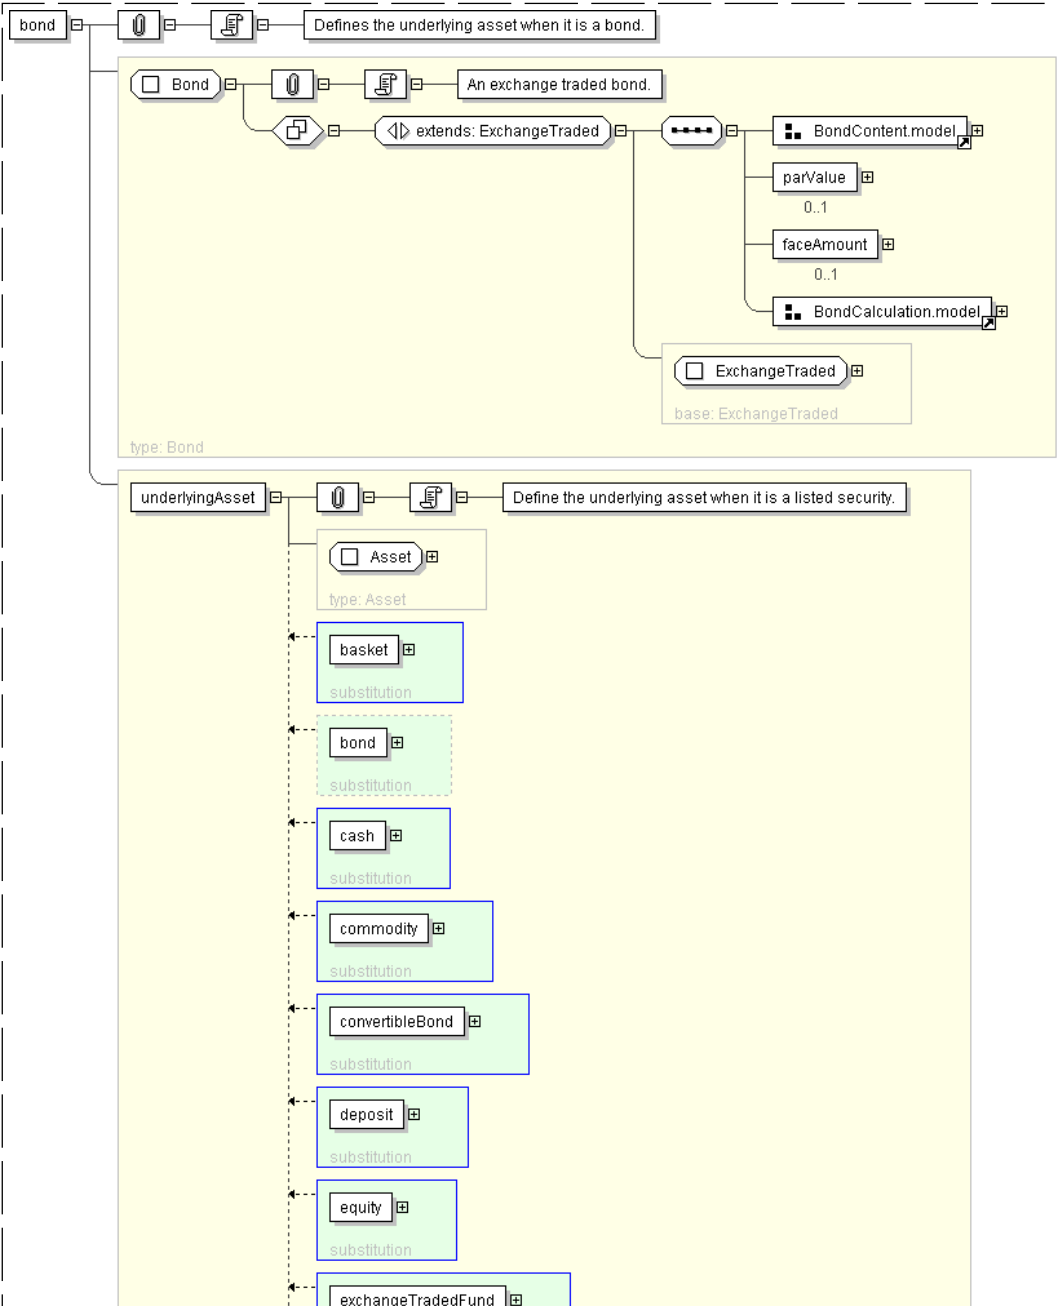 bond Defines the underlying asset when it is a bond.
Bond An exchange traded bond.
extends: ExchangeTraded BondContent.model
parValue
0..1
faceAmount
0..1
BondCalculation.model
ExchangeTraded
base: ExchangeTraded
type: Bond
underlyingAsset Define the underlying asset when it is a listed security.
Asset
type: Asset
basket
substitution
bond
substitution
cash
substitution
commodity
substitution
convertibleBond
substitution
deposit
substitution
equity
substitution
exchangeTradedFund